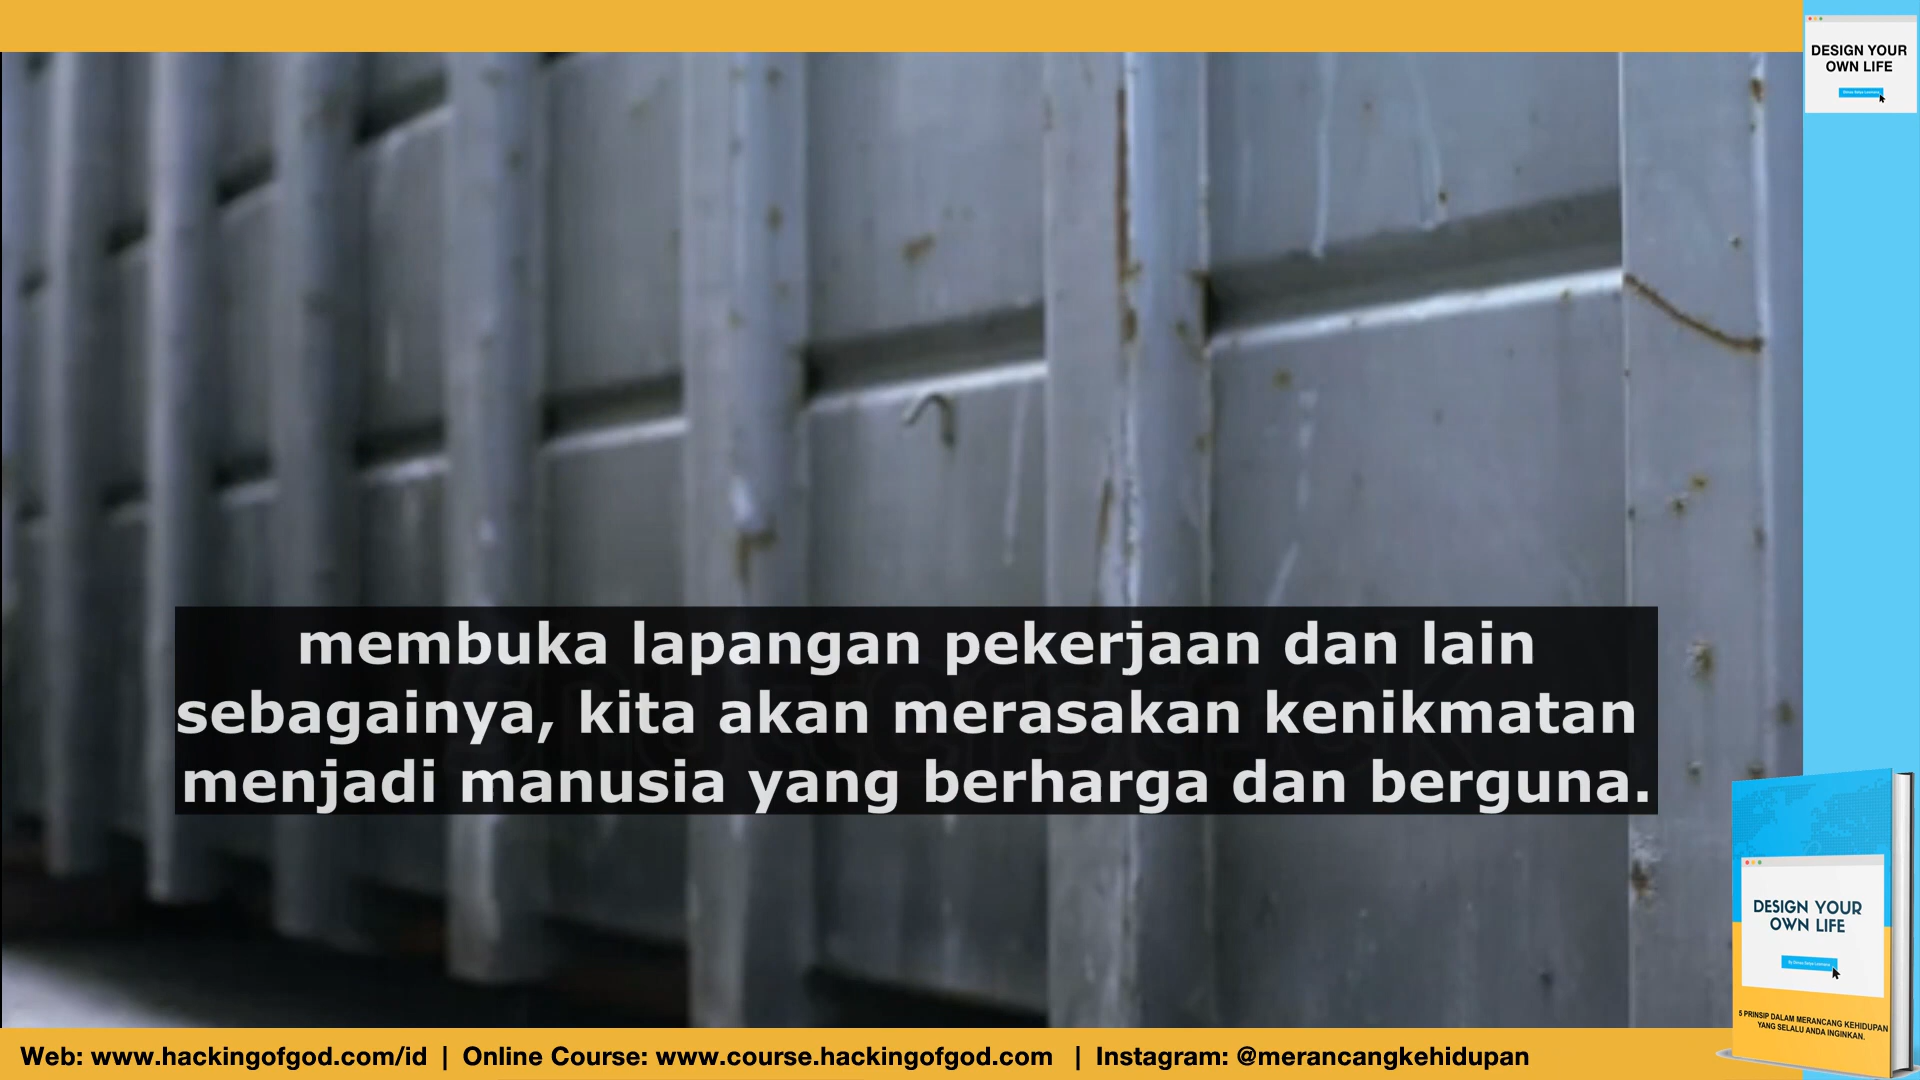 DESIGN YOUR
OWN LIFE
membuka lapangan pekerjaan dan lain
sebagainya, kita akan merasakan kenikmatan
menjadi manusia yang berharga dan berguna.
DESIGN YOUR
OWN LIFE
5 PRINSIP DALAM MERANCANG KEHIDUPAN
YANG SELALU ANDA INGINKAN.
Web: www.hackingofgod.com/id | Online Course: www.course.hackingofgod.com | Instagram: @merancangkehidupan